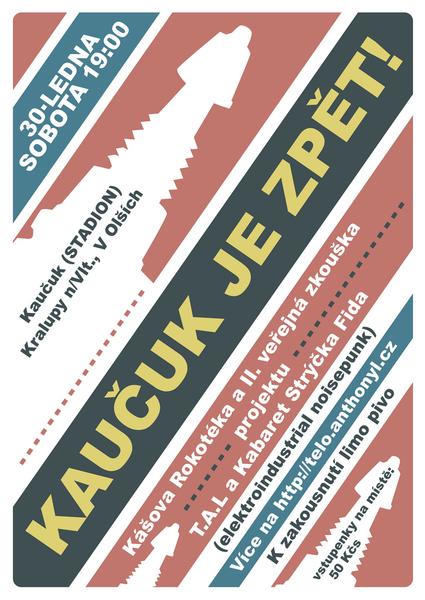 30.LEDNA
SOBOTA 19:00
Kaučuk (STADION)
Kralupy n/Vlt., V Olších
KAUČUK JE ZPĚT!
Kášova Rokotéka a II. veřejná zkouška
projektu
T.A.L a Kabaret Strýčka Fida
(elektroindustrial noisepunk)
Více na http://telo.anthonyl.cz
K zakousnutí limo pivo
vstupenky na místě:
50 Kčs